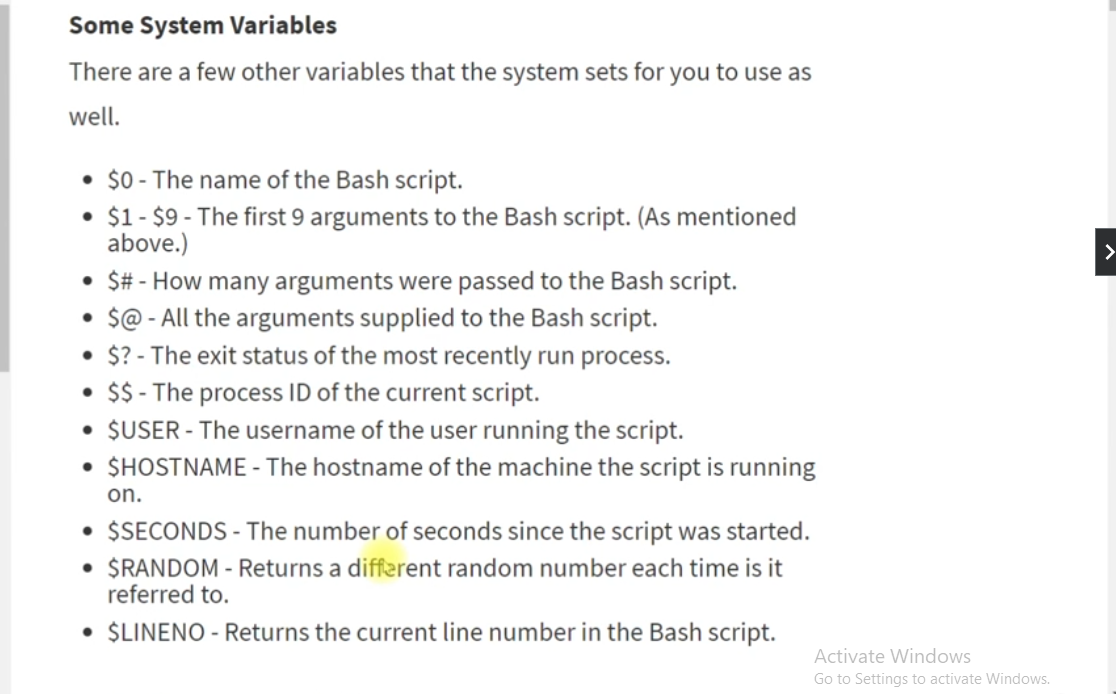 Some System Variables
There are a few other variables that the system sets for you to use as
well.
• $0 - The name of the Bash script.
• $1 - $9 - The first 9 arguments to the Bash script. (As mentioned
above.)
• $# - How many arguments were passed to the Bash script.
• $@ - All the arguments supplied to the Bash script.
• $? - The exit status of the most recently run process.
• $$ - The process ID of the current script.
• $USER - The username of the user running the script.
• $HOSTNAME - The hostname of the machine the script is running
on.
• $SECONDS - The number of seconds since the script was started.
• $RANDOM - Returns a different random number each time is it
referred to.
• $LINENO - Returns the current line number in the Bash script.
Activate Windows
Go to Settings to activate Windows.